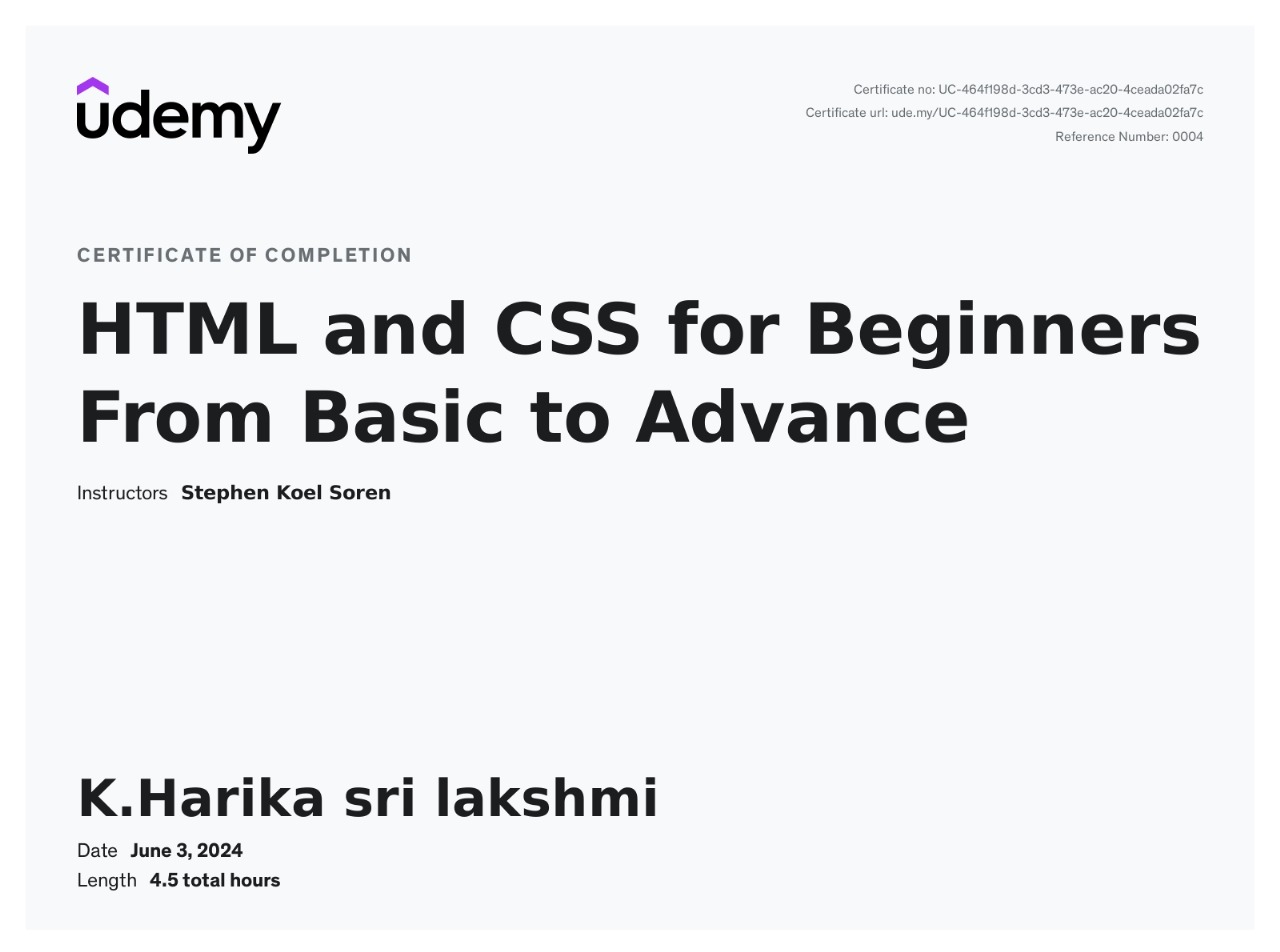 udemy
Certificate no: UC-464f198d-3cd3-473e-ac20-4ceada02fa7c
Certificate url: ude.my/UC-464f198d-3cd3-473e-ac20-4ceada02fa7c
Reference Number: 0004
CERTIFICATE OF COMPLETION
HTML and CSS for Beginners
From Basic to Advance
Instructors Stephen Koel Soren
K.Harika sri lakshmi
Date June 3, 2024
Length 4.5 total hours